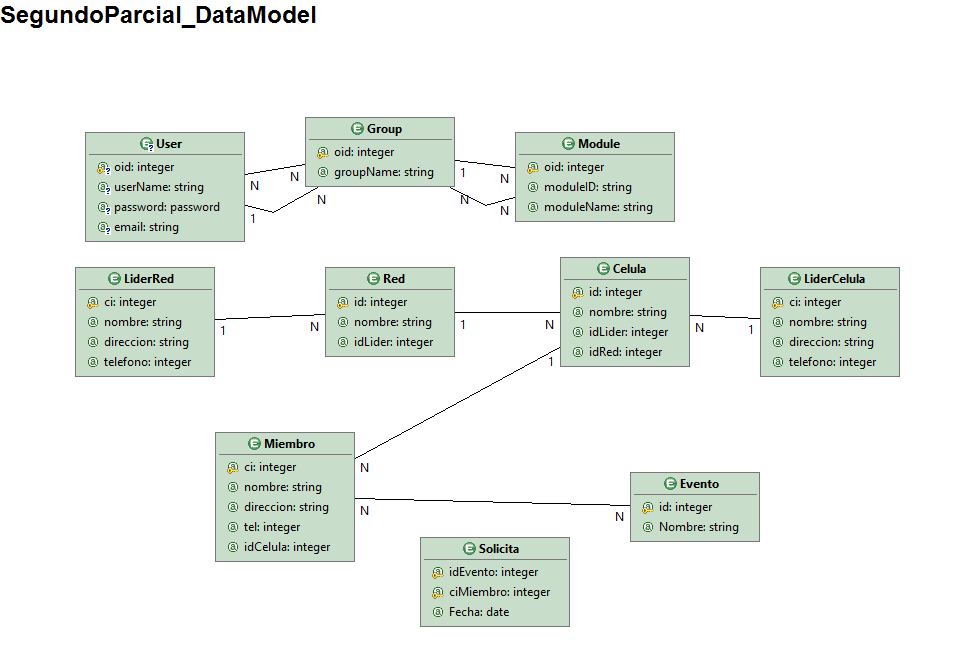 SegundoParcial_DataModel
User
oid: integer
userName: string
password: password
email: string
Group
oid: integer
groupName: string
Module
oid: integer
moduleID: string
moduleName: string
N
N
1
N
1
N
N
N
LiderRed
ci: integer
nombre: string
direccion: string
telefono: integer
1
N
Red
id: integer
nombre: string
idLider: integer
1
N
Celula
id: integer
nombre: string
idLider: integer
idRed: integer
N
1
LiderCelula
ci: integer
nombre: string
direccion: string
telefono: integer
1
N
Miembro
ci: integer
nombre: string
direccion: string
tel: integer
idCelula: integer
N
N
Evento
id: integer
Nombre: string
Solicita
idEvento: integer
ciMiembro: integer
Fecha: date